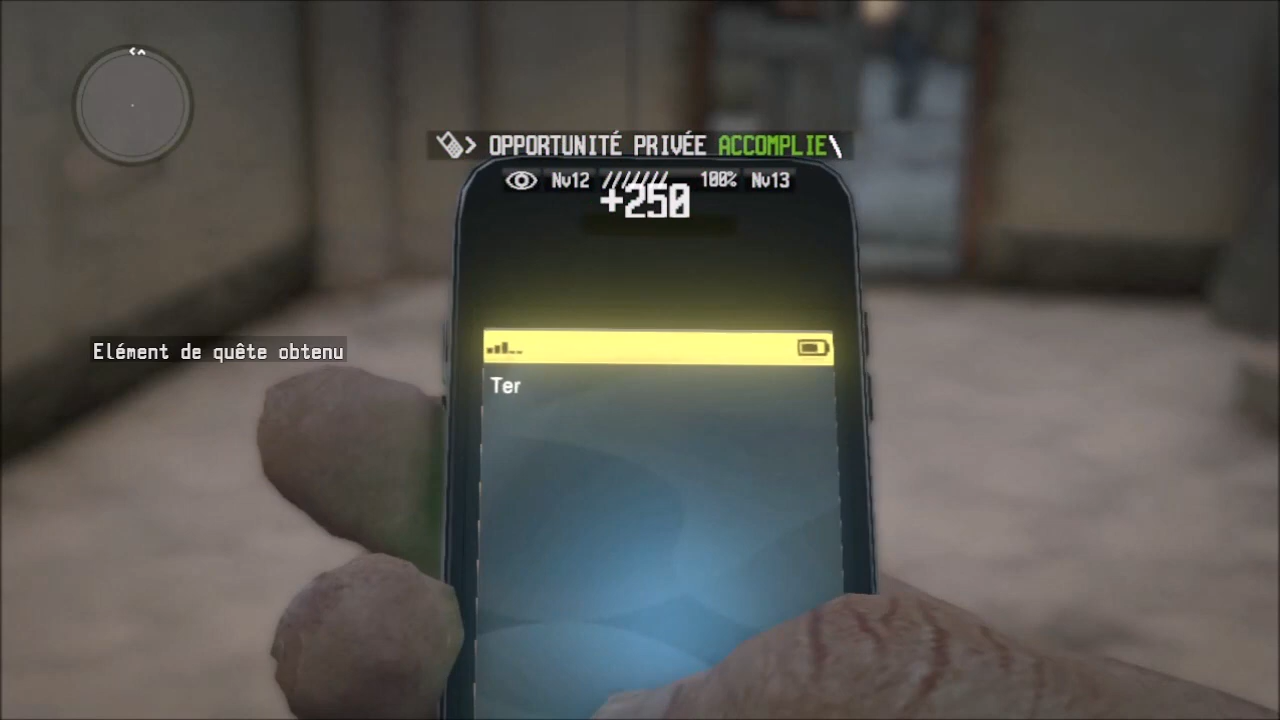 OPPORTUNITÉ PRIVÉE ACCOMPLIE
Nv12 100% Nv13
+250
Elément de quête obtenu
Ter